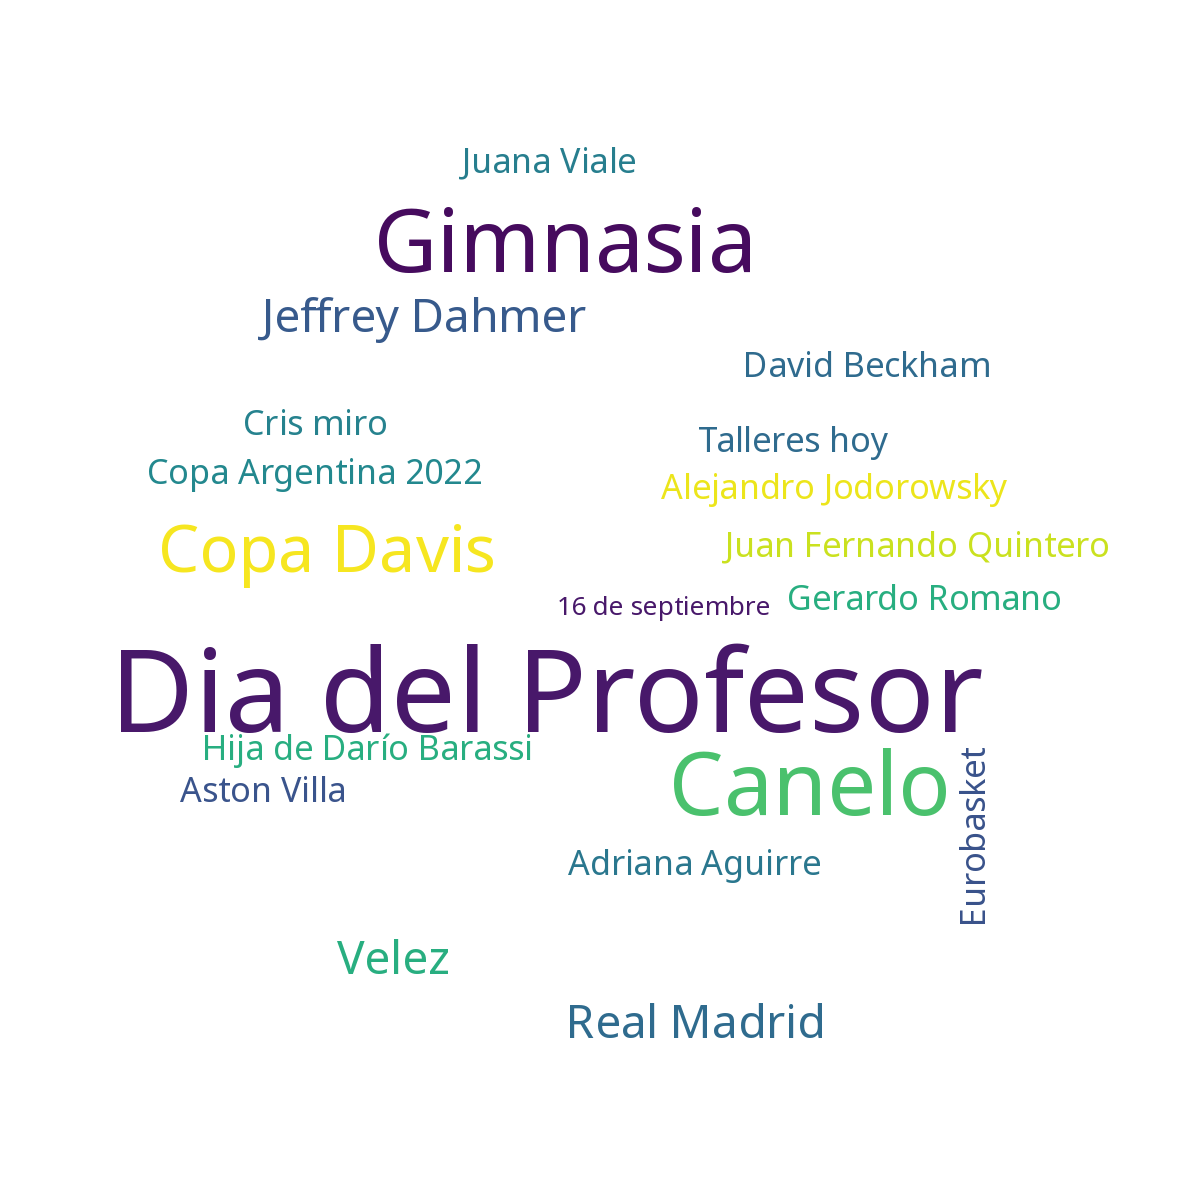 Juana Viale
Gimnasia
Jeffrey Dahmer
David Beckham
Cris miro
Talleres hoy
Copa Argentina 2022
Alejandro Jodorowsky
Copa Davis
Juan Fernando Quintero
16 de septiembre
Gerardo Romano
Dia del Profesor
Hija de Darío Barassi
Canelo
Aston Villa
Eurobasket
Adriana Aguirre
Velez
Real Madrid